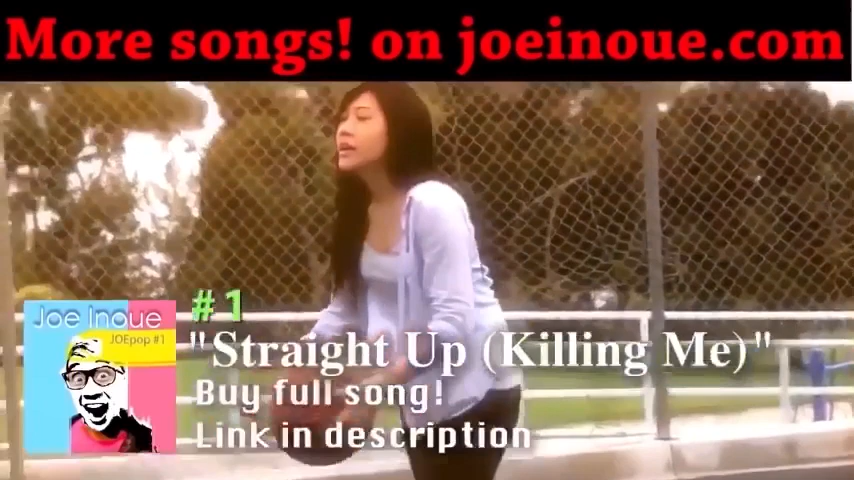 More songs! on joeinoue.com
#1
Joe Inoue
JOEpop #1
"Straight Up (Killing Me)"
Buy full song!
Link in description